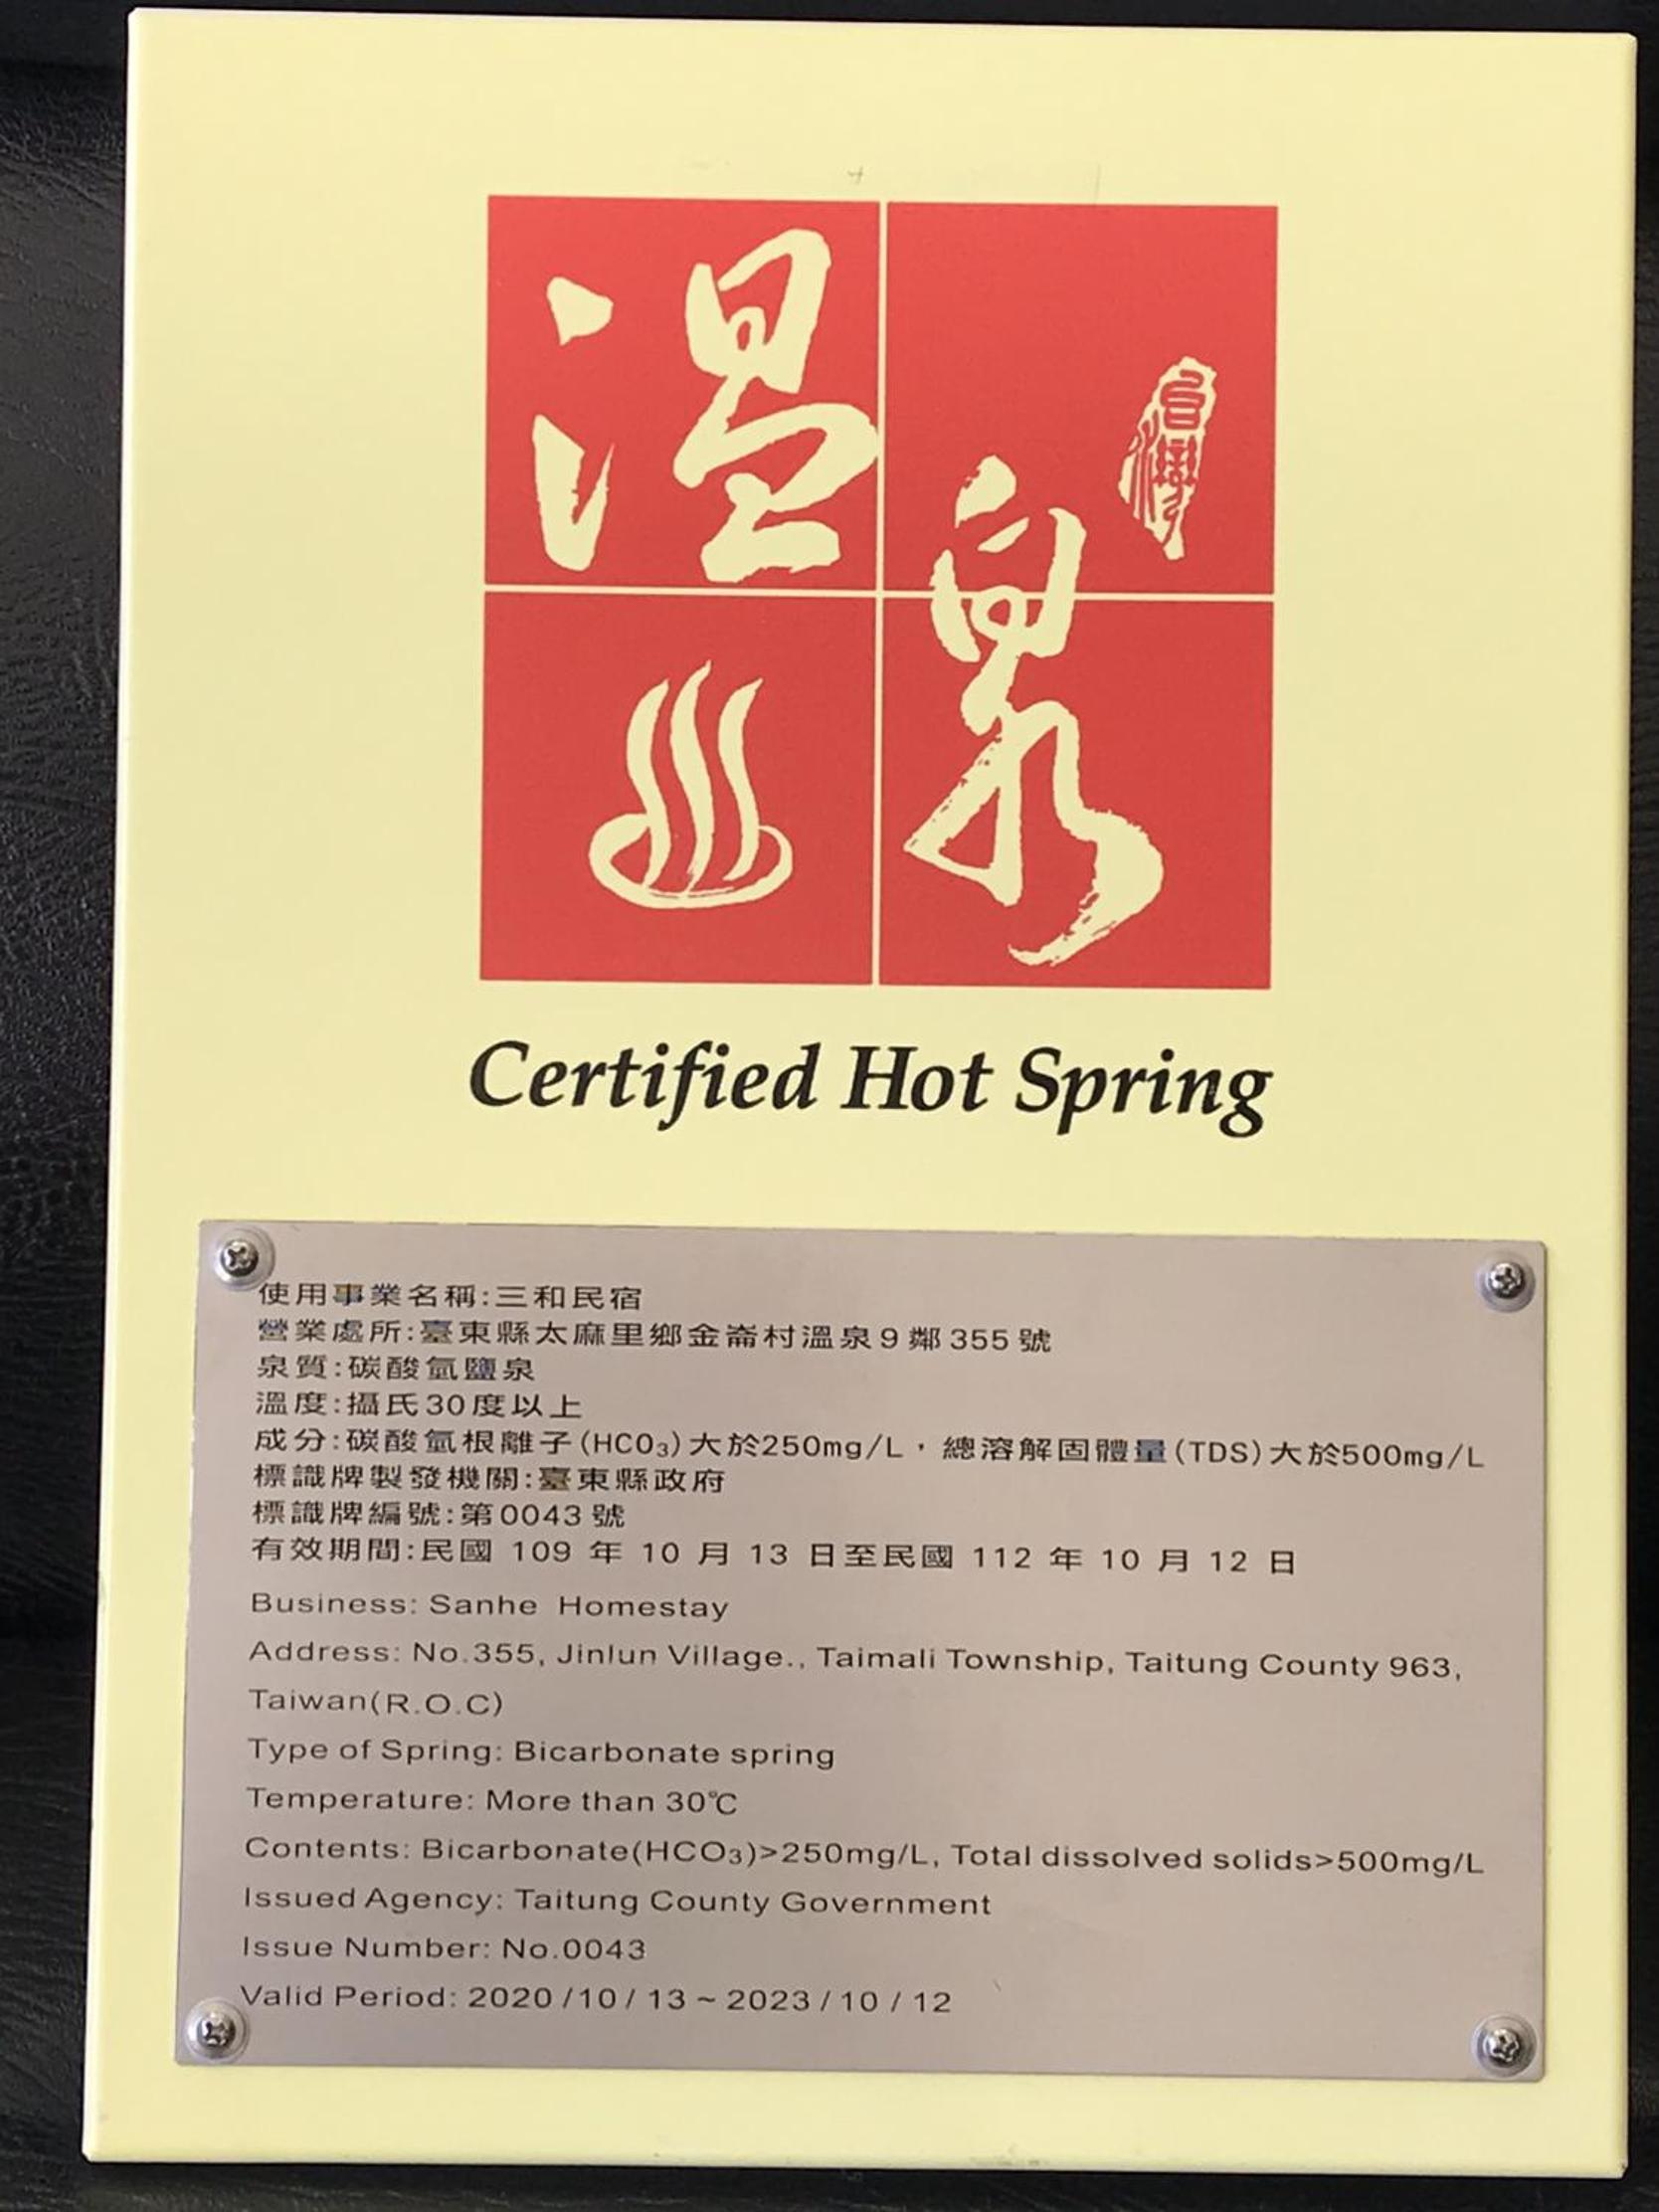 溫泉
台灣
Certified Hot Spring
使用事業名稱:三和民宿
營業處所:臺東縣太麻里鄉金崙村溫泉9鄰355號
泉質:碳酸氫鹽泉
溫度:攝氏30度以上
成分:碳酸氫根離子(HCO₃)大於250mg/L，總溶解固體量(TDS)大於500mg/L
標識牌製發機關:臺東縣政府
標識牌編號:第0043號
有效期間:民國 109 年 10 月 13 日至民國 112 年 10 月 12 日
Business: Sanhe Homestay
Address: No.355, Jinlun Village., Taimali Township, Taitung County 963,
Taiwan(R.O.C)
Type of Spring: Bicarbonate spring
Temperature: More than 30℃
Contents: Bicarbonate(HCO₃)>250mg/L, Total dissolved solids>500mg/L
Issued Agency: Taitung County Government
Issue Number: No.0043
Valid Period: 2020 /10 / 13 ~ 2023 / 10 / 12